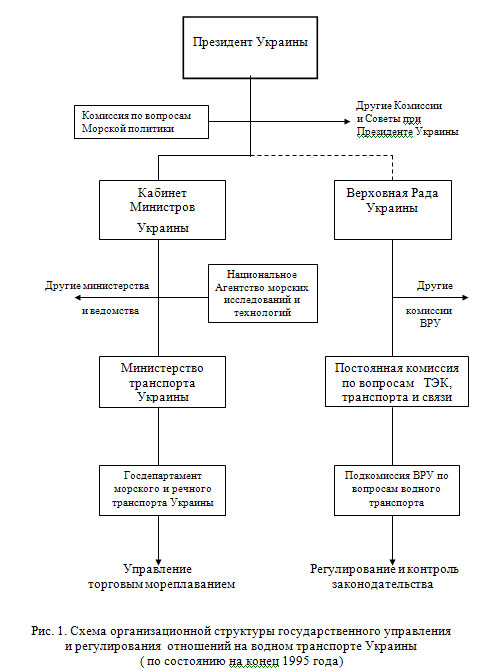 Президент Украины
Комиссия по вопросам
Морской политики
Другие Комиссии
и Советы при
Президенте Украины
Кабинет
Министров
Украины
Верховная Рада
Украины
Другие министерства
и ведомства
Национальное
Агентство морских
исследований и
технологий
Другие
комиссии
ВРУ
Министерство
транспорта
Украины
Постоянная комиссия
по вопросам ТЭК,
транспорта и связи
Госдепартамент
морского и речного
транспорта Украины
Подкомиссия ВРУ по
вопросам водного
транспорта
Управление
торговым мореплаванием
Регулирование и контроль
законодательства
Рис. 1. Схема организационной структуры государственного управления
и регулирования отношений на водном транспорте Украины
( по состоянию на конец 1995 года)